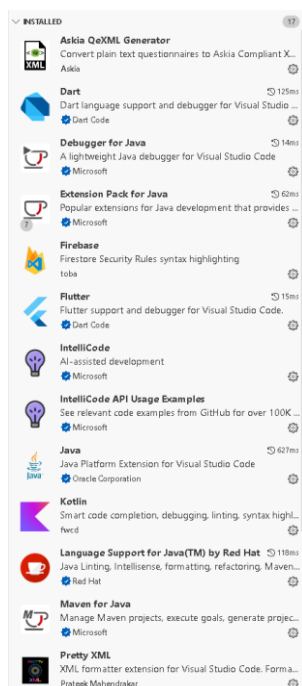 INSTALLED 17
Askia QeXML Generator
Convert plain text questionnaires to Askia Compliant X...
XML
Askia
Dart 125ms
Dart language support and debugger for Visual Studio ...
Dart Code
Debugger for Java 14ms
A lightweight Java debugger for Visual Studio Code
Microsoft
Extension Pack for Java 62ms
Popular extensions for Java development that provides ...
7
Microsoft
Firebase
Firestore Security Rules syntax highlighting
toba
Flutter 15ms
Flutter support and debugger for Visual Studio Code.
Dart Code
IntelliCode
AI-assisted development
Microsoft
IntelliCode API Usage Examples
See relevant code examples from GitHub for over 100K ...
Microsoft
Java 627ms
Java Platform Extension for Visual Studio Code
Java
Oracle Corporation
Kotlin
Smart code completion, debugging, linting, syntax highl...
fwcd
Language Support for Java(TM) by Red Hat 118ms
Java Linting, Intellisense, formatting, refactoring, Maven...
Red Hat
Maven for Java
M
Manage Maven projects, execute goals, generate projec...
Microsoft
Pretty XML
XML formatter extension for Visual Studio Code. Forma...
Prateek Mahendrakar